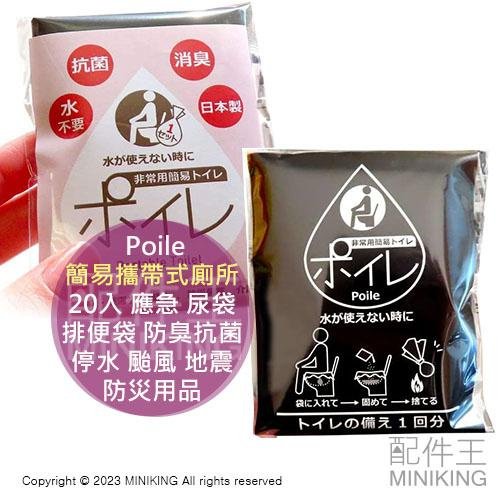 抗菌
消臭
水
不要
日本製
1
セット
水が使えない時に
非常用簡易トイレ
ポイレ
Portable Toilet
Poile
簡易攜帶式廁所
20入 應急 尿袋
排便袋 防臭抗菌
停水 颱風 地震
防災用品
非常用簡易トイレ
ポイレ
Poile
水が使えない時に
袋に入れて→固めて→捨てる
トイレの備え1回分
配件王
MINIKING
Copyright © 2023 MINIKING All rights reserved